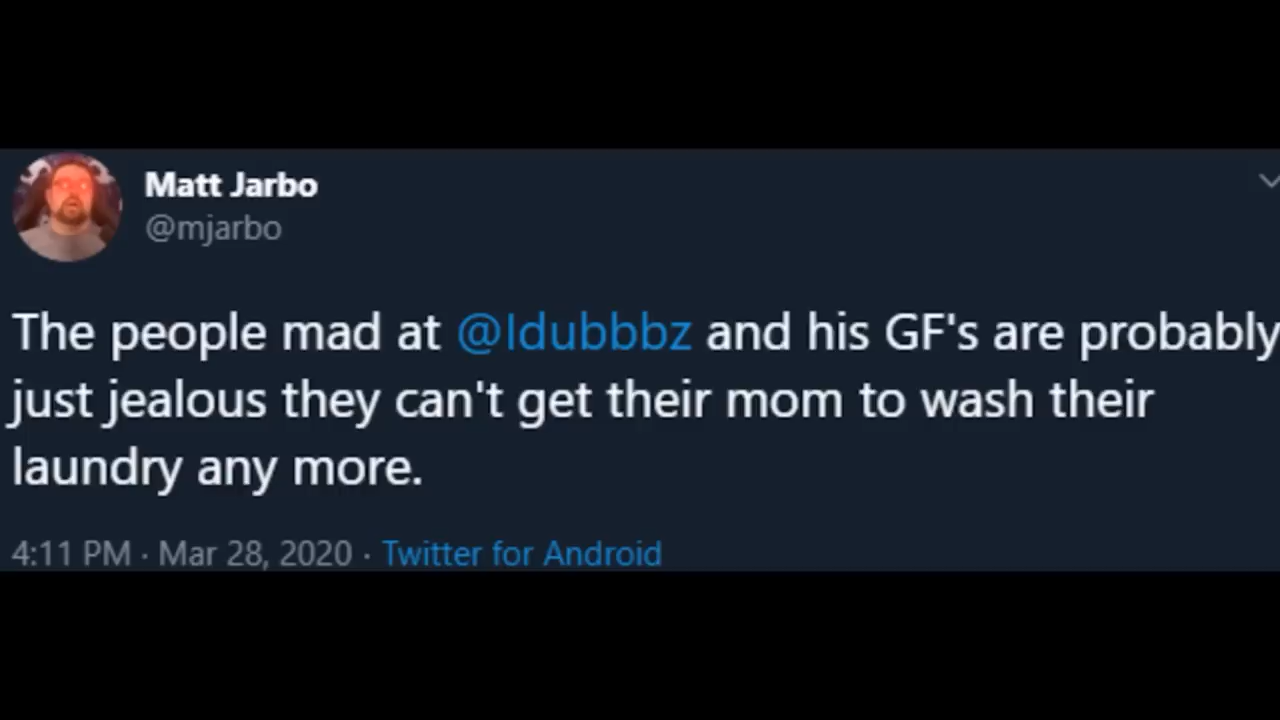 Matt Jarbo
@mjarbo
The people mad at @Idubbbz and his GF's are probably
just jealous they can't get their mom to wash their
laundry any more.
4:11 PM · Mar 28, 2020 · Twitter for Android